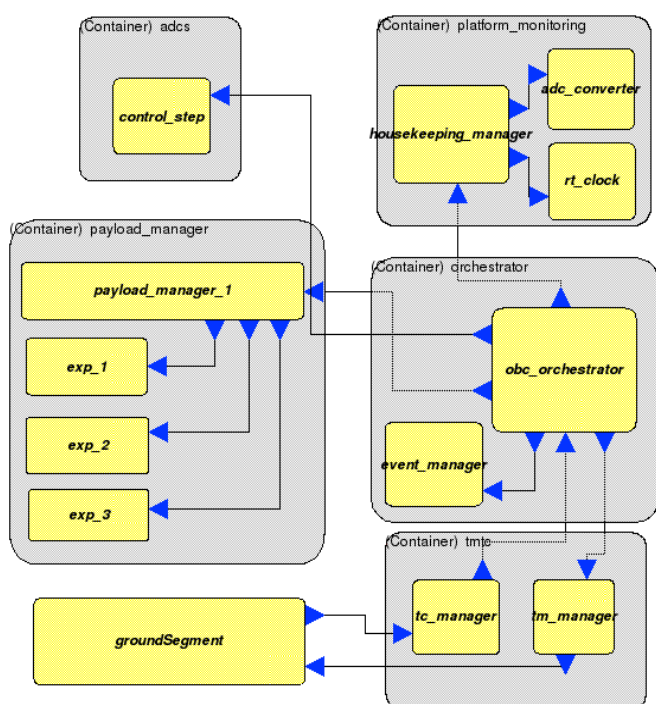 (Container) adcs
control_step
(Container) platform_monitoring
adc_converter
housekeeping_manager
rt_clock
(Container) payload_manager
payload_manager_1
exp_1
exp_2
exp_3
(Container) orchestrator
obc_orchestrator
event_manager
(Container) tmtc
tc_manager
tm_manager
groundSegment